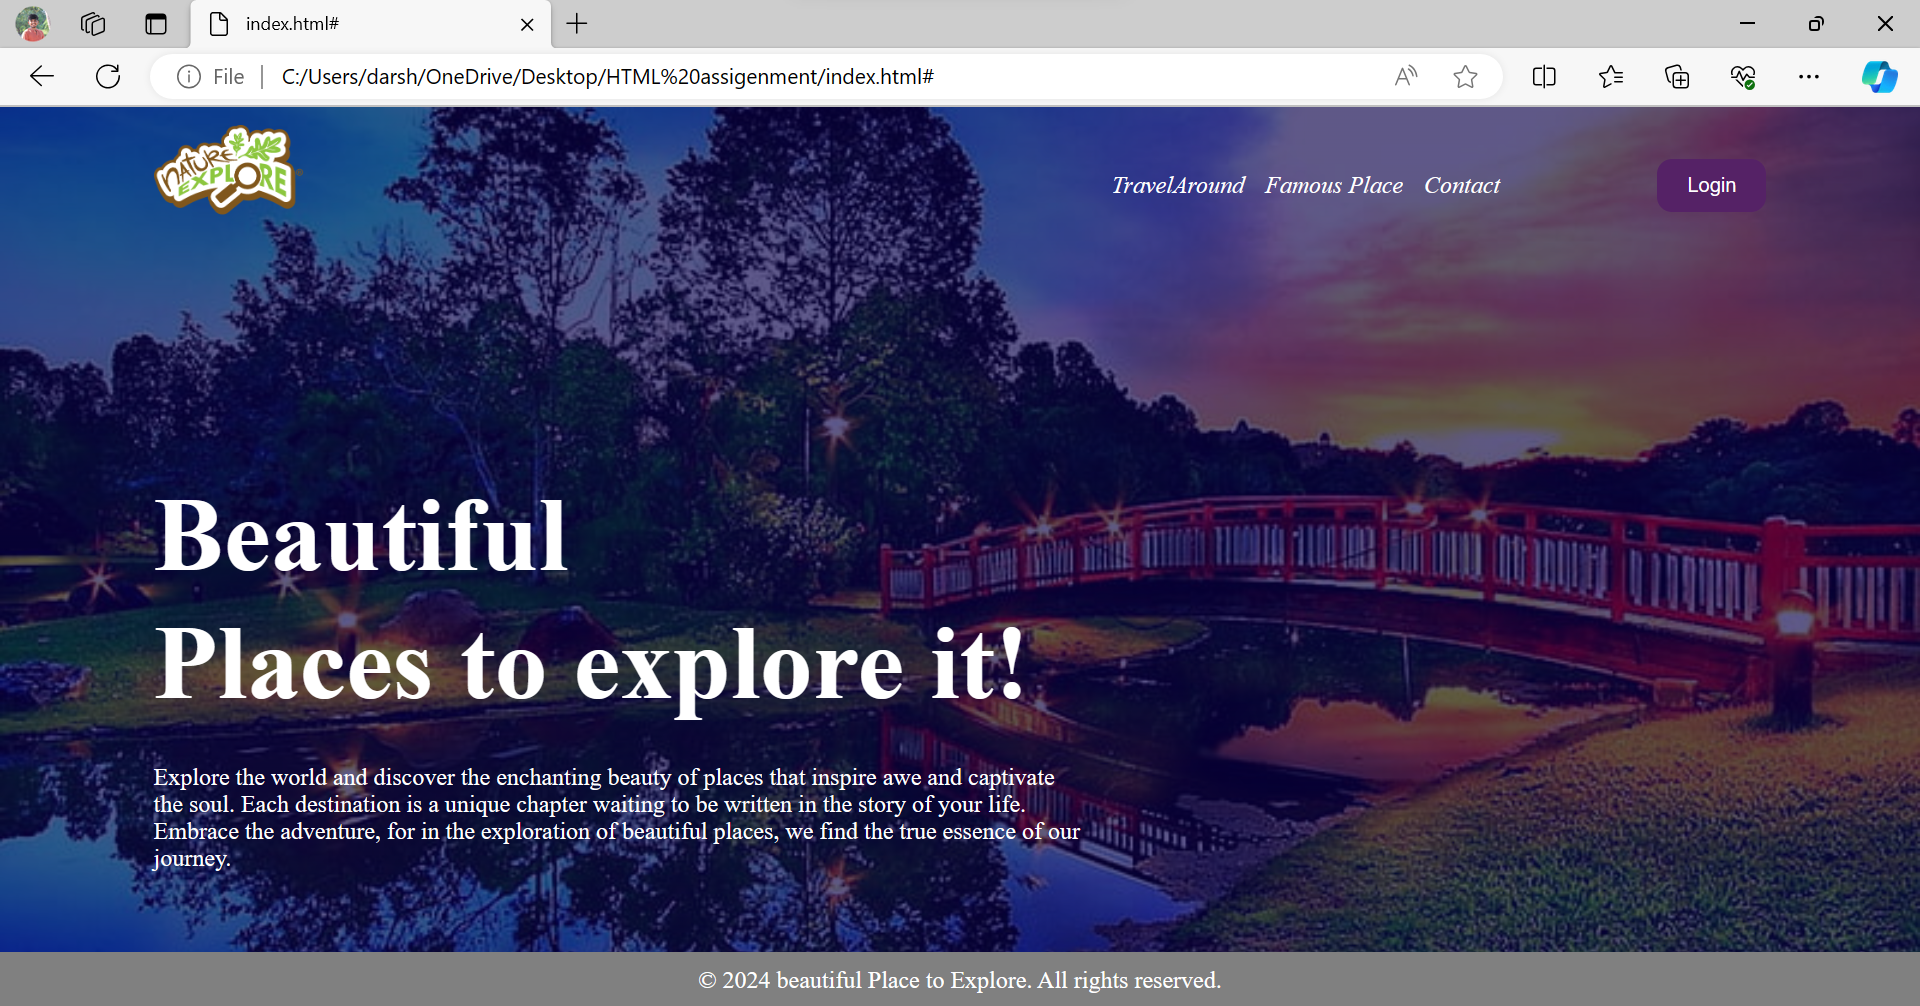 index.html#
File C:/Users/darsh/OneDrive/Desktop/HTML%20assigenment/index.html#
NATURE
EXPLORE
TravelAround Famous Place Contact
Login
Beautiful
Places to explore it!
Explore the world and discover the enchanting beauty of places that inspire awe and captivate
the soul. Each destination is a unique chapter waiting to be written in the story of your life.
Embrace the adventure, for in the exploration of beautiful places, we find the true essence of our
journey.
© 2024 beautiful Place to Explore. All rights reserved.